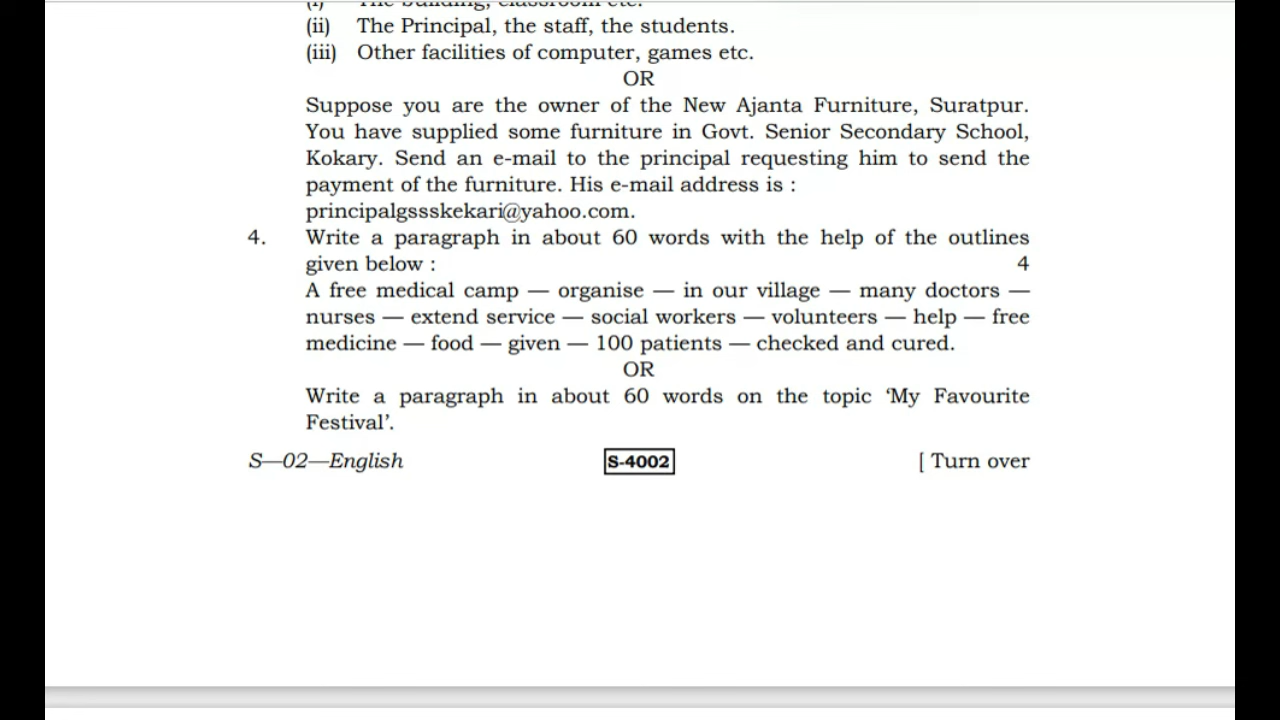 (i) The building, classroom etc.
(ii) The Principal, the staff, the students.
(iii) Other facilities of computer, games etc.
OR
Suppose you are the owner of the New Ajanta Furniture, Suratpur.
You have supplied some furniture in Govt. Senior Secondary School,
Kokary. Send an e-mail to the principal requesting him to send the
payment of the furniture. His e-mail address is :
principalgssskekari@yahoo.com.
4. Write a paragraph in about 60 words with the help of the outlines
given below : 4
A free medical camp — organise — in our village — many doctors —
nurses — extend service — social workers — volunteers — help — free
medicine — food — given — 100 patients — checked and cured.
OR
Write a paragraph in about 60 words on the topic ‘My Favourite
Festival’.
S—02—English S-4002 [ Turn over